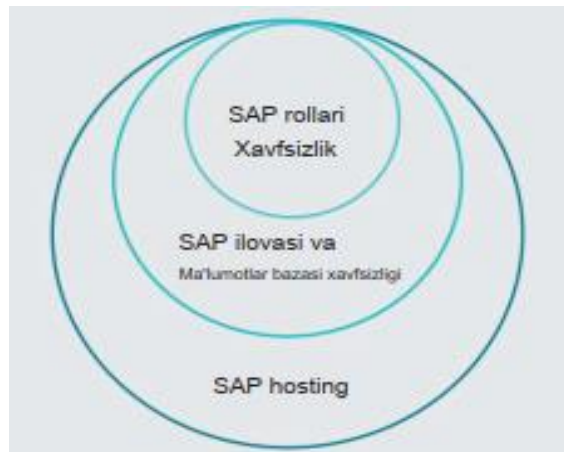 SAP rollari
Xavfsizlik
SAP ilovasi va
Ma'lumotlar bazasi xavfsizligi
SAP hosting